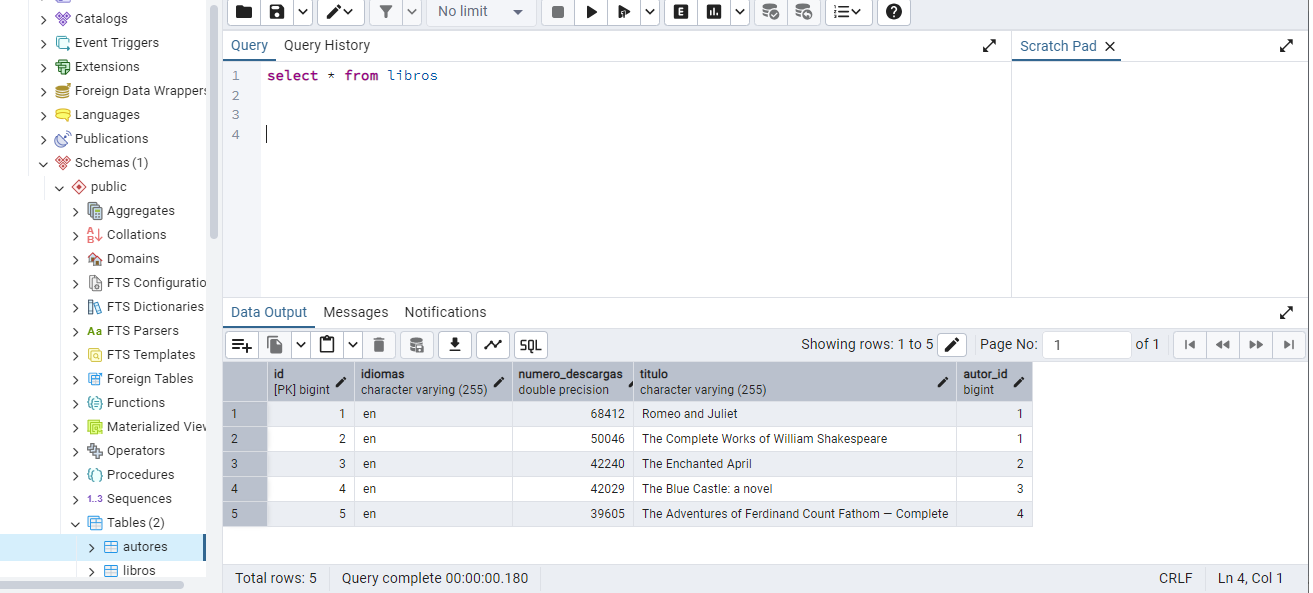 Catalogs
Event Triggers
Extensions
Foreign Data Wrappers
Languages
Publications
Schemas (1)
public
Aggregates
Collations
Domains
FTS Configuratio
FTS Dictionaries
Aa FTS Parsers
FTS Templates
Foreign Tables
Functions
Materialized View
Operators
Procedures
1..3 Sequences
Tables (2)
autores
libros
No limit
E
Query Query History
Scratch Pad
1 select * from libros
2
3
4
Data Output Messages Notifications
SQL Showing rows: 1 to 5 Page No: 1 of 1
id idiomas numero_descargas titulo autor_id
[PK] bigint character varying (255) double precision character varying (255) bigint
1 1 en 68412 Romeo and Juliet 1
2 2 en 50046 The Complete Works of William Shakespeare 1
3 3 en 42240 The Enchanted April 2
4 4 en 42029 The Blue Castle: a novel 3
5 5 en 39605 The Adventures of Ferdinand Count Fathom — Complete 4
Total rows: 5 Query complete 00:00:00.180 CRLF Ln 4, Col 1